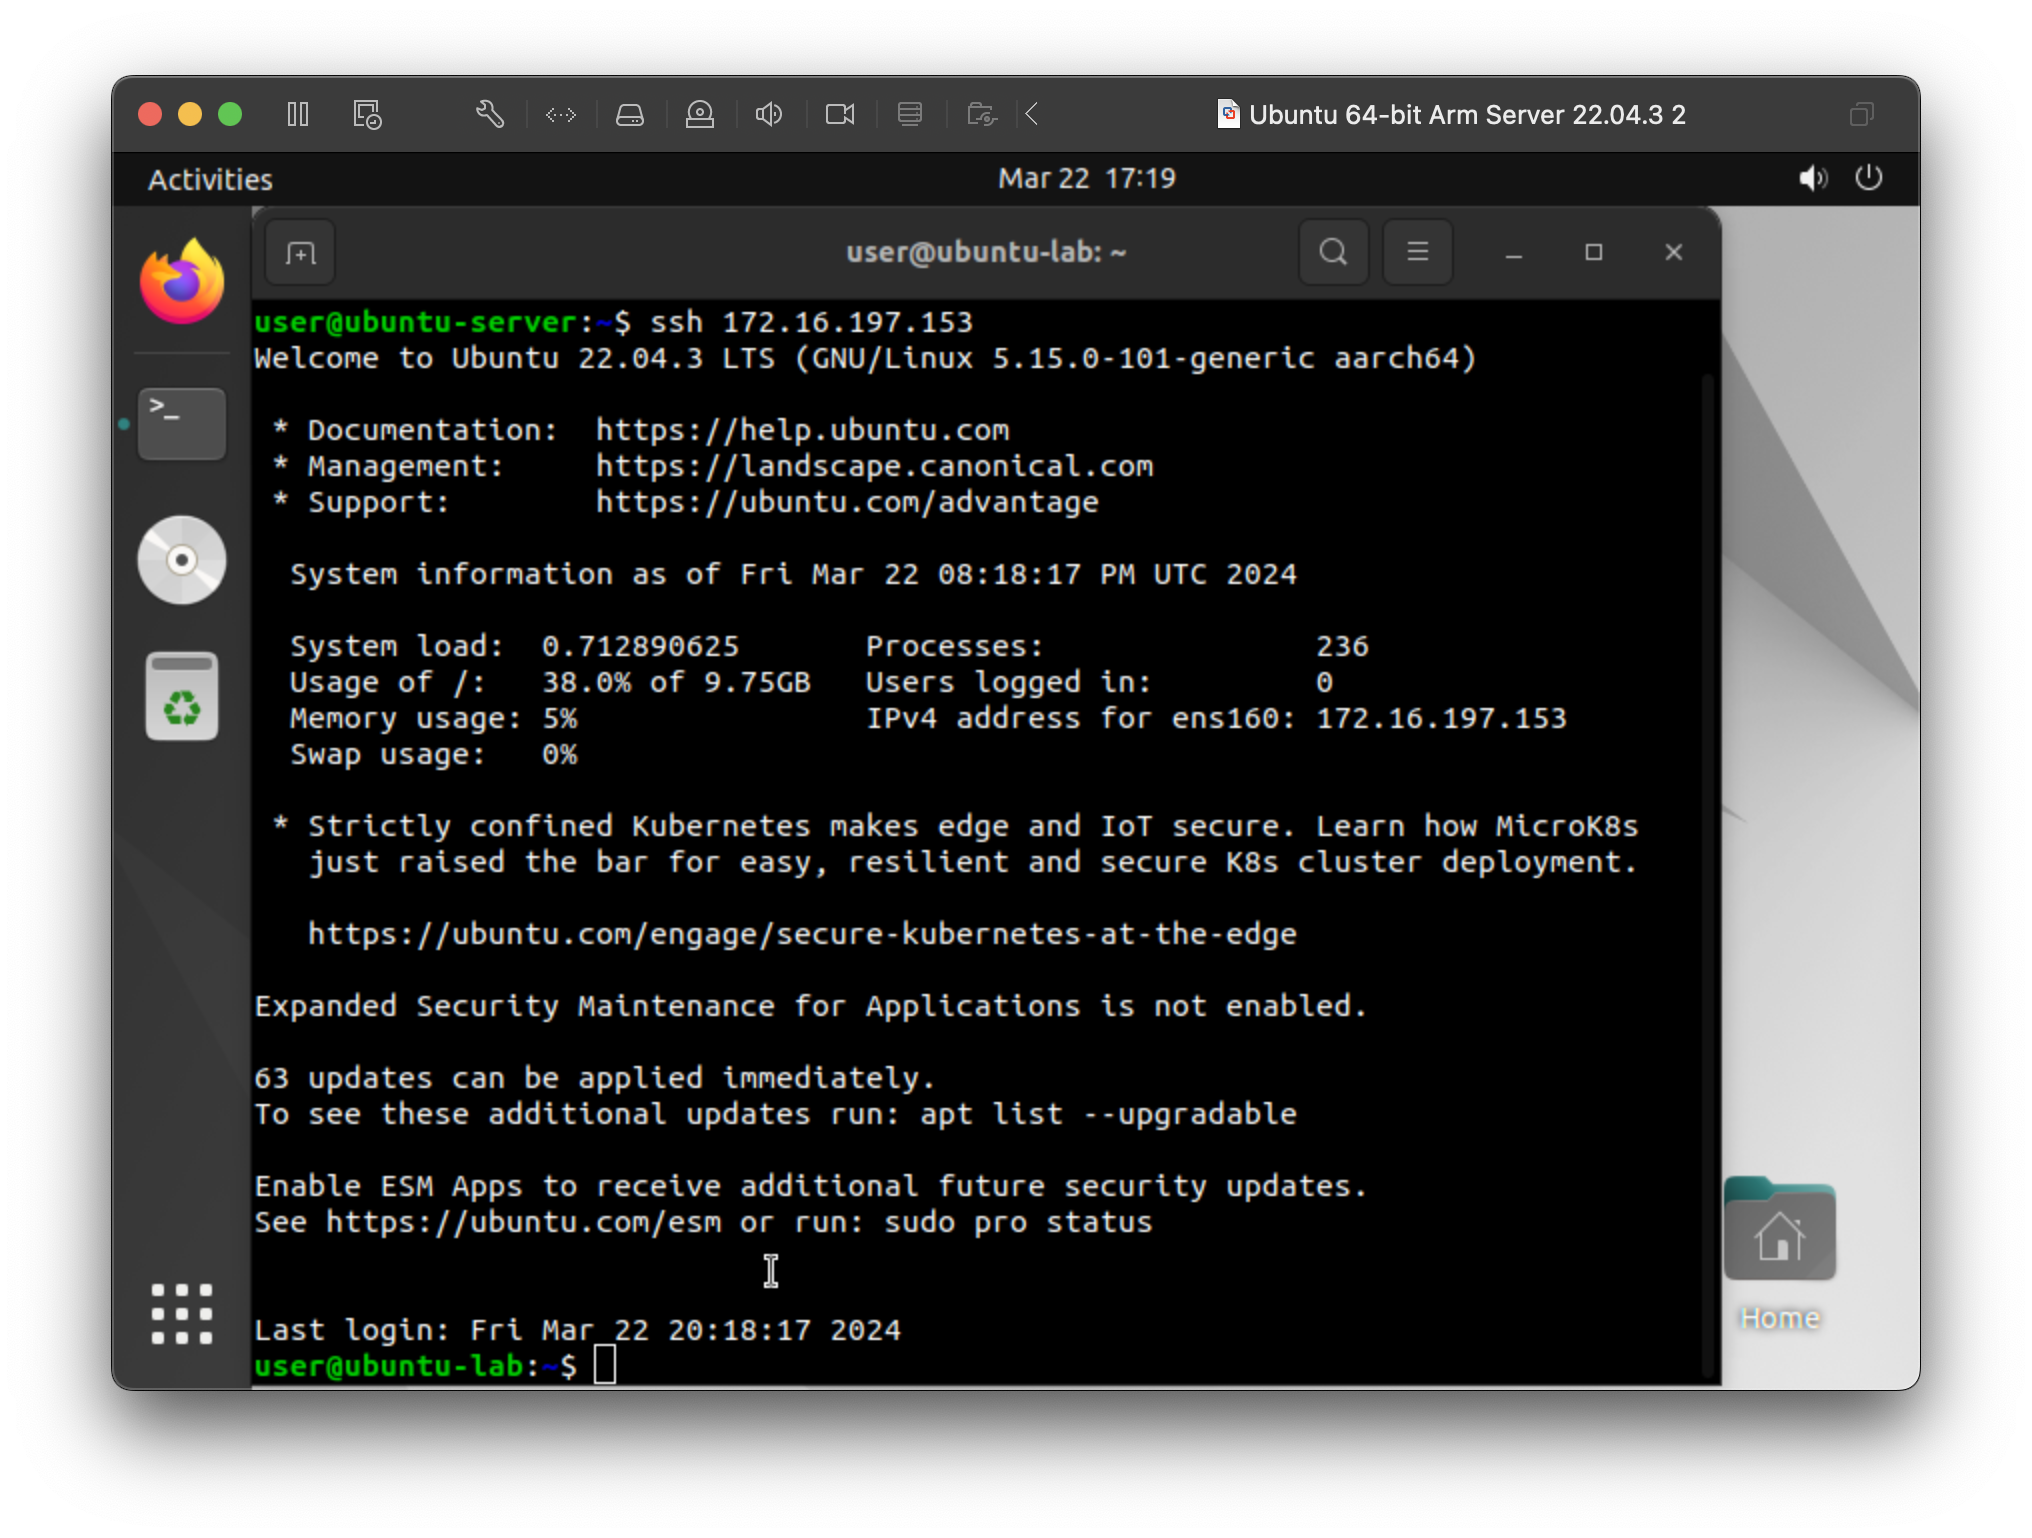 Ubuntu 64-bit Arm Server 22.04.3 2
Activities
Mar 22  17:19
user@ubuntu-lab: ~
user@ubuntu-server:~$ ssh 172.16.197.153
Welcome to Ubuntu 22.04.3 LTS (GNU/Linux 5.15.0-101-generic aarch64)
 * Documentation:  https://help.ubuntu.com
 * Management:     https://landscape.canonical.com
 * Support:        https://ubuntu.com/advantage
  System information as of Fri Mar 22 08:18:17 PM UTC 2024
  System load:  0.712890625       Processes:               236
  Usage of /:   38.0% of 9.75GB   Users logged in:         0
  Memory usage: 5%                IPv4 address for ens160: 172.16.197.153
  Swap usage:   0%
 * Strictly confined Kubernetes makes edge and IoT secure. Learn how MicroK8s
   just raised the bar for easy, resilient and secure K8s cluster deployment.
   https://ubuntu.com/engage/secure-kubernetes-at-the-edge
Expanded Security Maintenance for Applications is not enabled.
63 updates can be applied immediately.
To see these additional updates run: apt list --upgradable
Enable ESM Apps to receive additional future security updates.
See https://ubuntu.com/esm or run: sudo pro status
Last login: Fri Mar 22 20:18:17 2024
user@ubuntu-lab:~$
Home